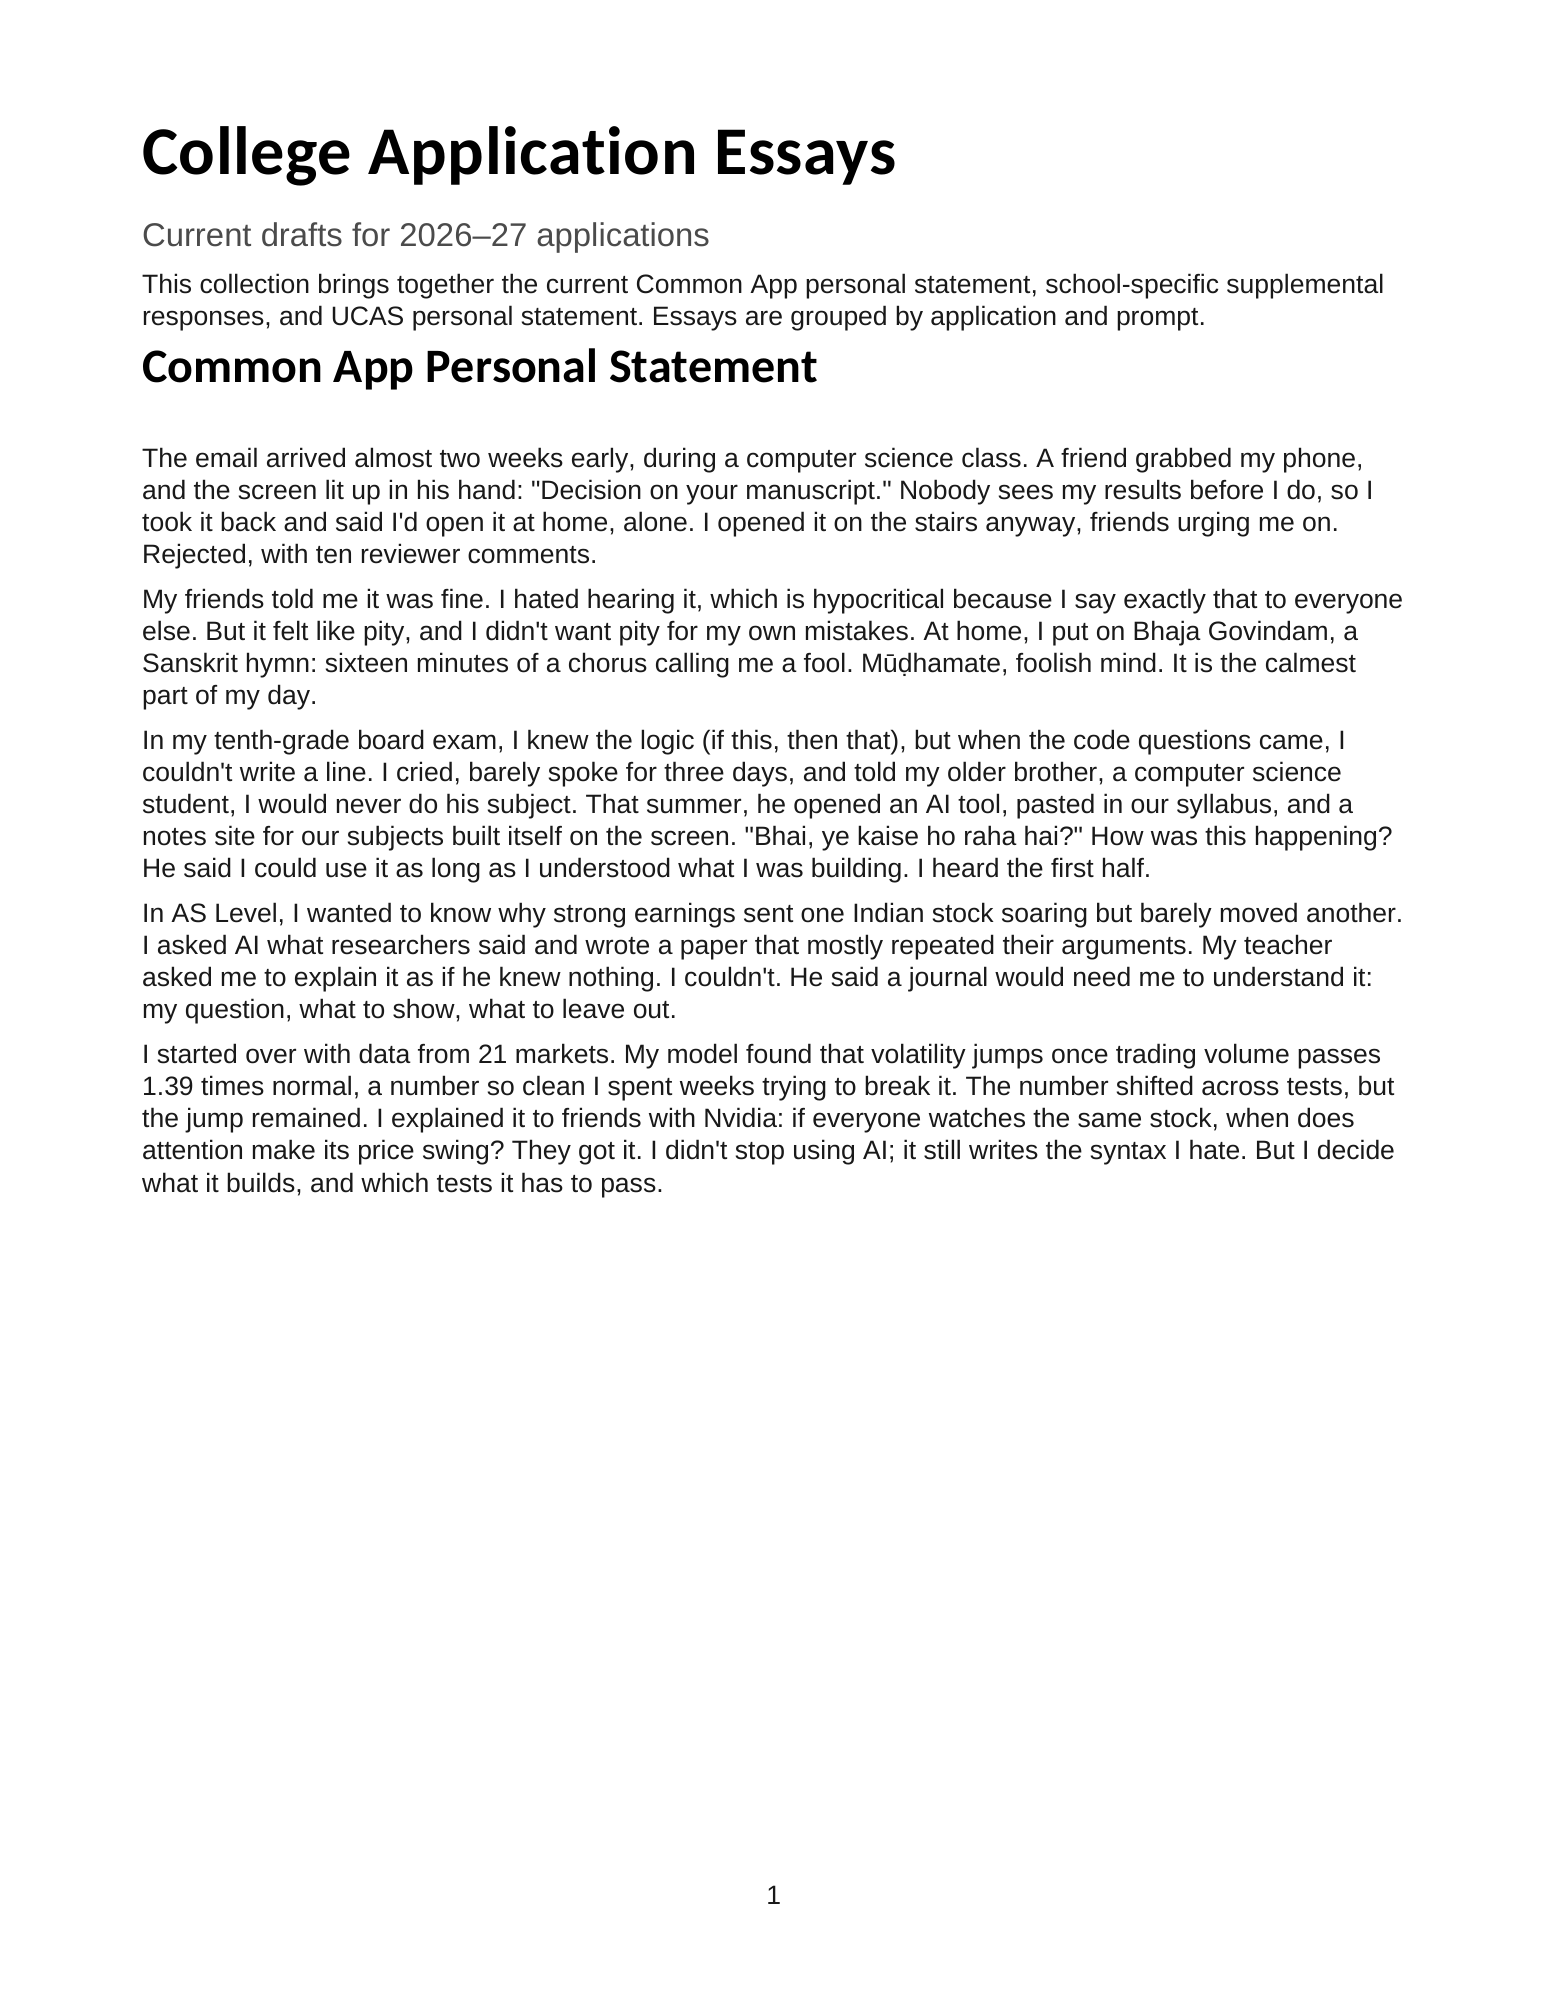 College Application Essays
Current drafts for 2026–27 applications
This collection brings together the current Common App personal statement, school-specific supplemental
responses, and UCAS personal statement. Essays are grouped by application and prompt.
Common App Personal Statement
The email arrived almost two weeks early, during a computer science class. A friend grabbed my phone,
and the screen lit up in his hand: "Decision on your manuscript." Nobody sees my results before I do, so I
took it back and said I'd open it at home, alone. I opened it on the stairs anyway, friends urging me on.
Rejected, with ten reviewer comments.
My friends told me it was fine. I hated hearing it, which is hypocritical because I say exactly that to everyone
else. But it felt like pity, and I didn't want pity for my own mistakes. At home, I put on Bhaja Govindam, a
Sanskrit hymn: sixteen minutes of a chorus calling me a fool. Mūḍhamate, foolish mind. It is the calmest
part of my day.
In my tenth-grade board exam, I knew the logic (if this, then that), but when the code questions came, I
couldn't write a line. I cried, barely spoke for three days, and told my older brother, a computer science
student, I would never do his subject. That summer, he opened an AI tool, pasted in our syllabus, and a
notes site for our subjects built itself on the screen. "Bhai, ye kaise ho raha hai?" How was this happening?
He said I could use it as long as I understood what I was building. I heard the first half.
In AS Level, I wanted to know why strong earnings sent one Indian stock soaring but barely moved another.
I asked AI what researchers said and wrote a paper that mostly repeated their arguments. My teacher
asked me to explain it as if he knew nothing. I couldn't. He said a journal would need me to understand it:
my question, what to show, what to leave out.
I started over with data from 21 markets. My model found that volatility jumps once trading volume passes
1.39 times normal, a number so clean I spent weeks trying to break it. The number shifted across tests, but
the jump remained. I explained it to friends with Nvidia: if everyone watches the same stock, when does
attention make its price swing? They got it. I didn't stop using AI; it still writes the syntax I hate. But I decide
what it builds, and which tests it has to pass.
1